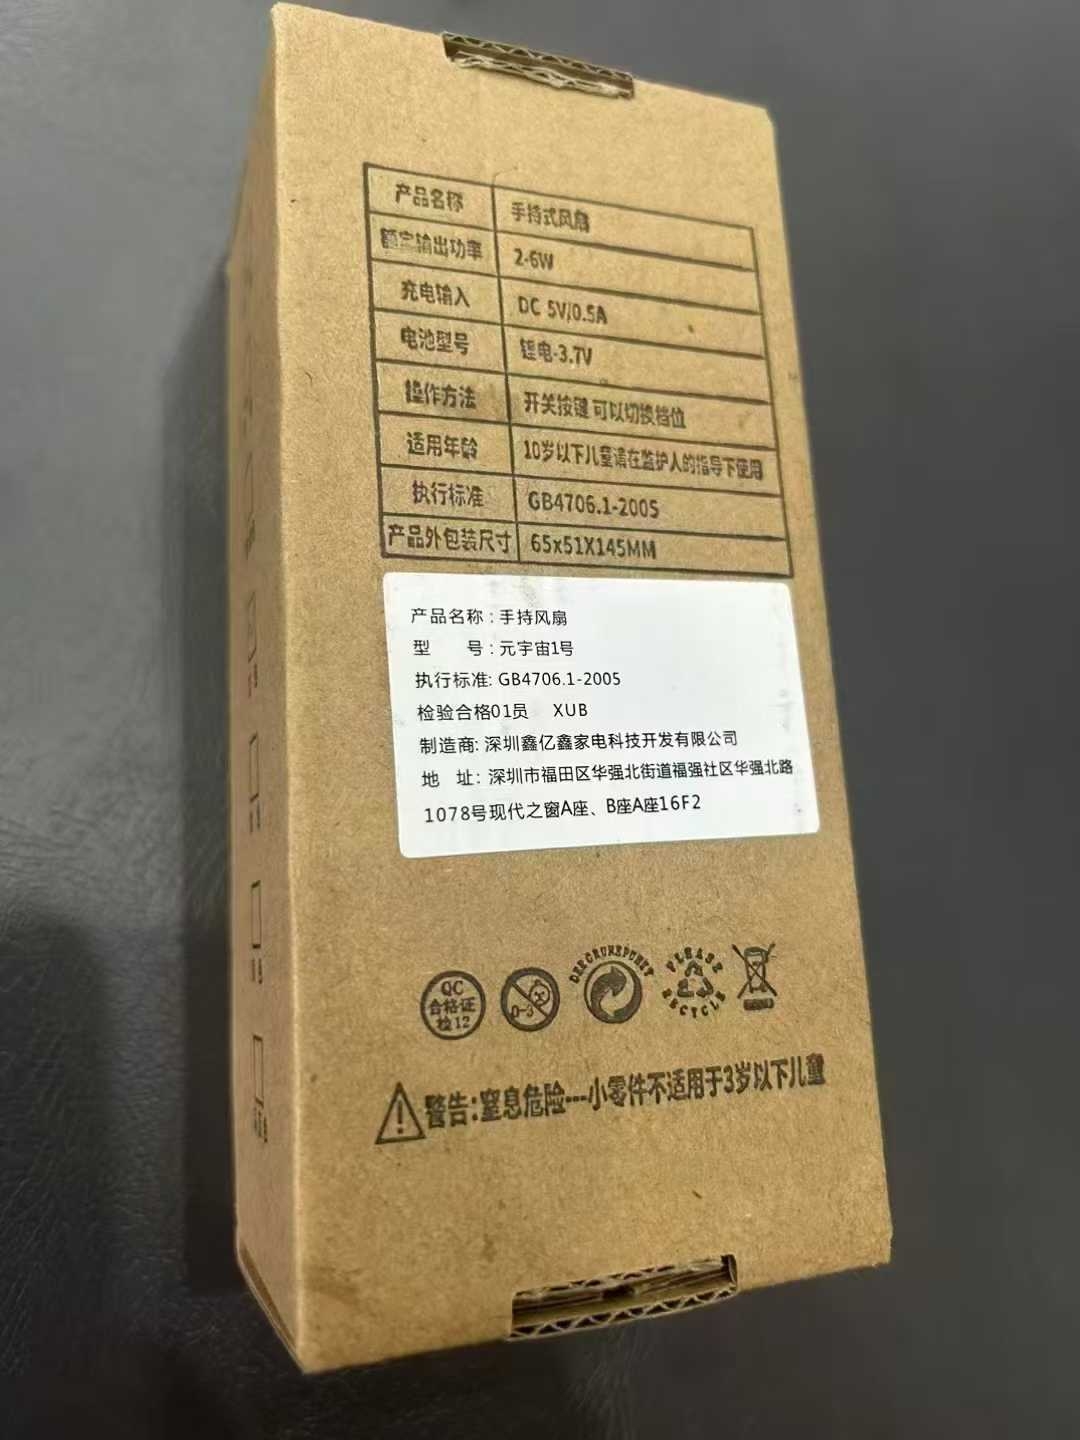 产品名称 手持式风扇
额定输出功率 2-6W
充电输入 DC 5V/0.5A
电池型号 锂电-3.7V
操作方法 开关按键 可以切换档位
适用年龄 10岁以下儿童请在监护人的指导下使用
执行标准 GB4706.1-2005
产品外包装尺寸 65x51X145MM
产品名称：手持风扇
型 号：元宇宙1号
执行标准: GB4706.1-2005
检验合格01员 XUB
制造商: 深圳鑫亿鑫家电科技开发有限公司
地 址: 深圳市福田区华强北街道福强社区华强北路
1078号现代之窗A座、B座A座16F2
QC
合格证
检12
0-3
DERGRUNEPUNKT
PLEASE
RECYCLE
警告:窒息危险---小零件不适用于3岁以下儿童